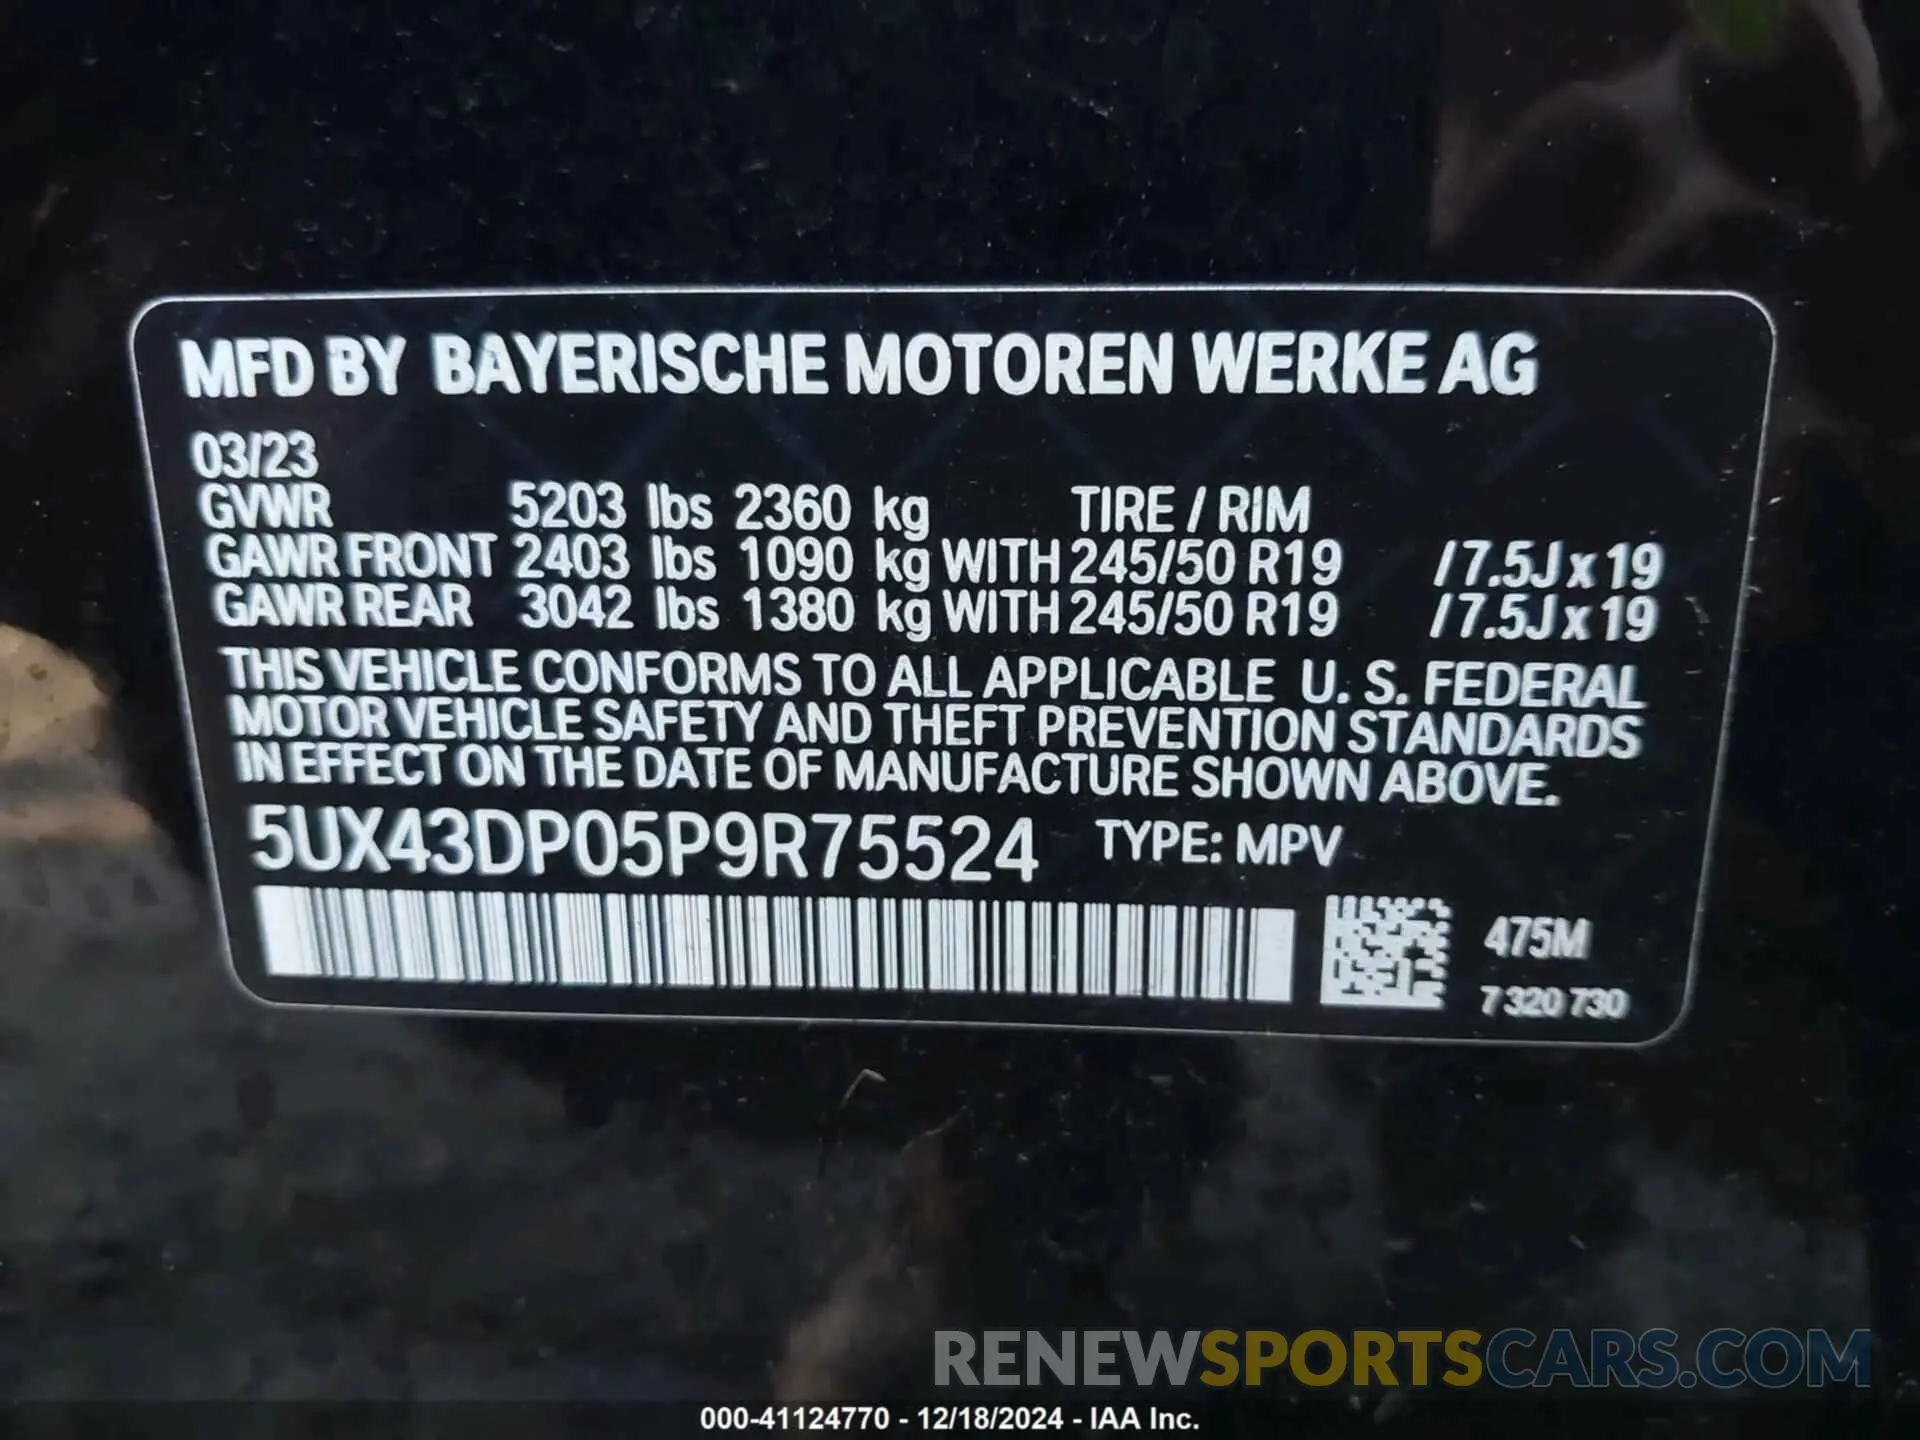 MFD BY BAYERISCHE MOTOREN WERKE AG
03/23
GVWR 5203 lbs 2360 kg TIRE / RIM
GAWR FRONT 2403 lbs 1090 kg WITH 245/50 R19 / 7.5J x 19
GAWR REAR 3042 lbs 1380 kg WITH 245/50 R19 / 7.5J x 19
THIS VEHICLE CONFORMS TO ALL APPLICABLE U. S. FEDERAL
MOTOR VEHICLE SAFETY AND THEFT PREVENTION STANDARDS
IN EFFECT ON THE DATE OF MANUFACTURE SHOWN ABOVE.
5UX43DP05P9R75524 TYPE: MPV
475M
7 320 730
RENEWSPORTSCARS.COM
000-41124770 - 12/18/2024 - IAA Inc.